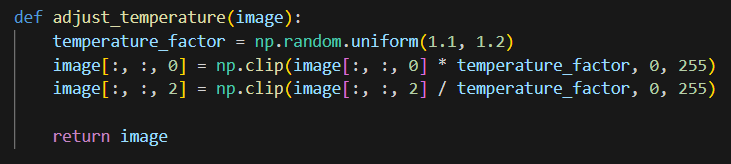 def adjust_temperature(image):
    temperature_factor = np.random.uniform(1.1, 1.2)
    image[:, :, 0] = np.clip(image[:, :, 0] * temperature_factor, 0, 255)
    image[:, :, 2] = np.clip(image[:, :, 2] / temperature_factor, 0, 255)
    return image